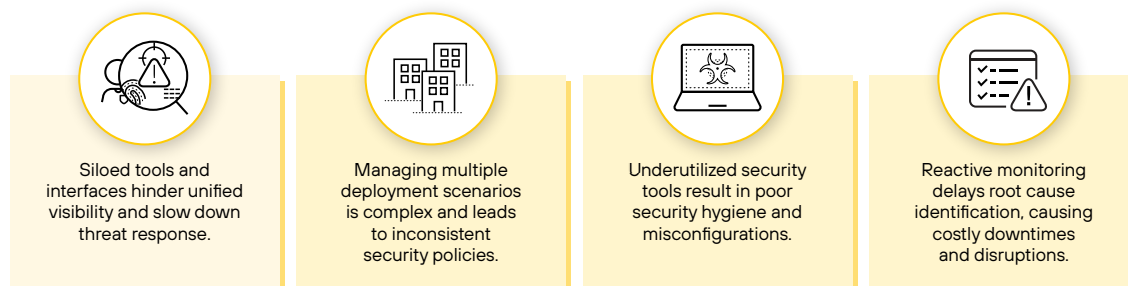 Siloed tools and
interfaces hinder unified
visibility and slow down
threat response.
Managing multiple
deployment scenarios
is complex and leads
to inconsistent
security policies.
Underutilized security
tools result in poor
security hygiene and
misconfigurations.
Reactive monitoring
delays root cause
identification, causing
costly downtimes
and disruptions.